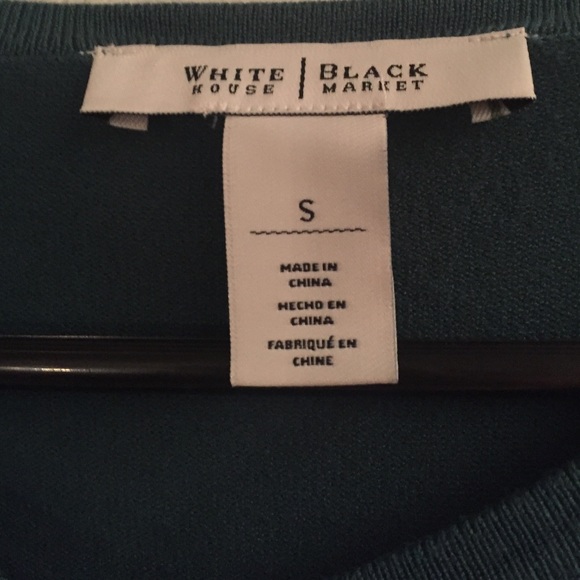 WHITE | BLACK
HOUSE | MARKET
S
MADE IN
CHINA
HECHO EN
CHINA
FABRIQUÉ EN
CHINE